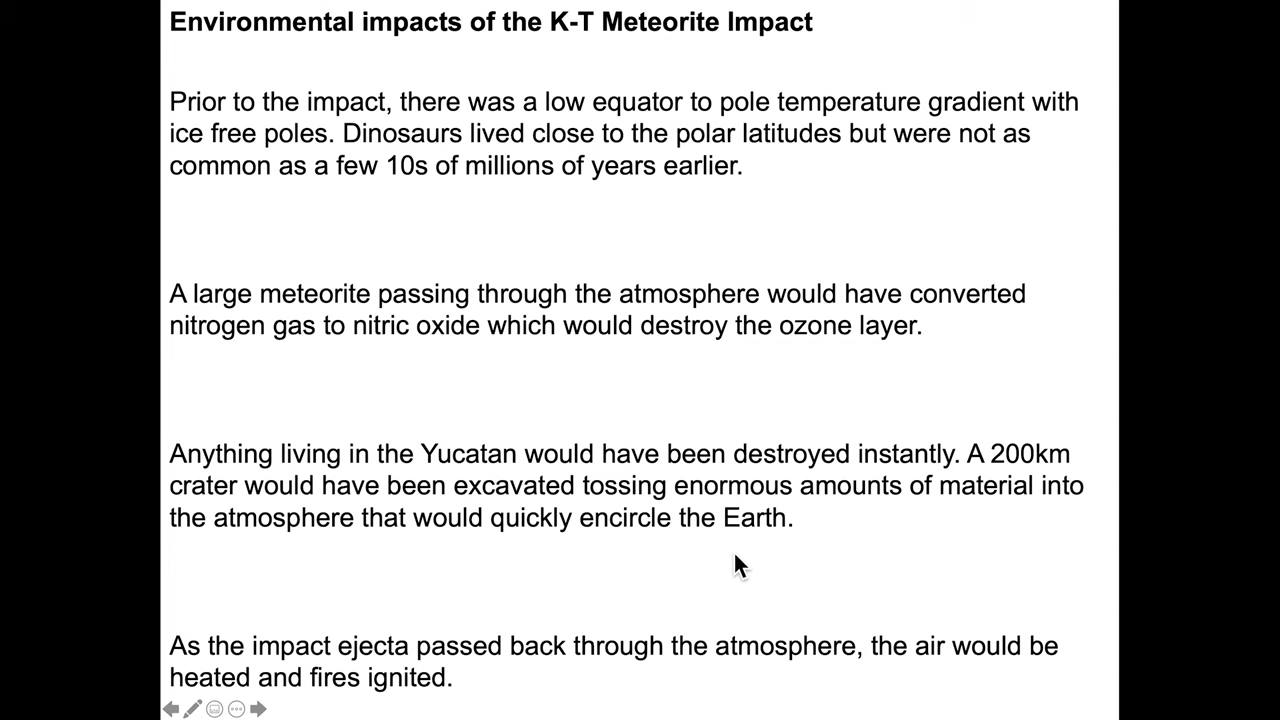 Environmental impacts of the K-T Meteorite Impact
Prior to the impact, there was a low equator to pole temperature gradient with
ice free poles. Dinosaurs lived close to the polar latitudes but were not as
common as a few 10s of millions of years earlier.
A large meteorite passing through the atmosphere would have converted
nitrogen gas to nitric oxide which would destroy the ozone layer.
Anything living in the Yucatan would have been destroyed instantly. A 200km
crater would have been excavated tossing enormous amounts of material into
the atmosphere that would quickly encircle the Earth.
As the impact ejecta passed back through the atmosphere, the air would be
heated and fires ignited.